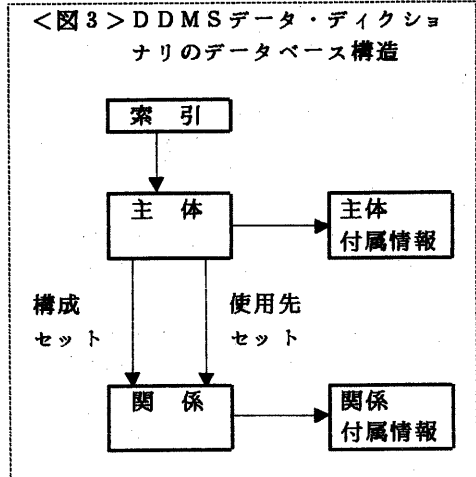 ＜図３＞ＤＤＭＳデータ・ディクショ
ナリのデータベース構造
索　引
主　体
主体
付属情報
構成
セット
使用先
セット
関　係
関係
付属情報